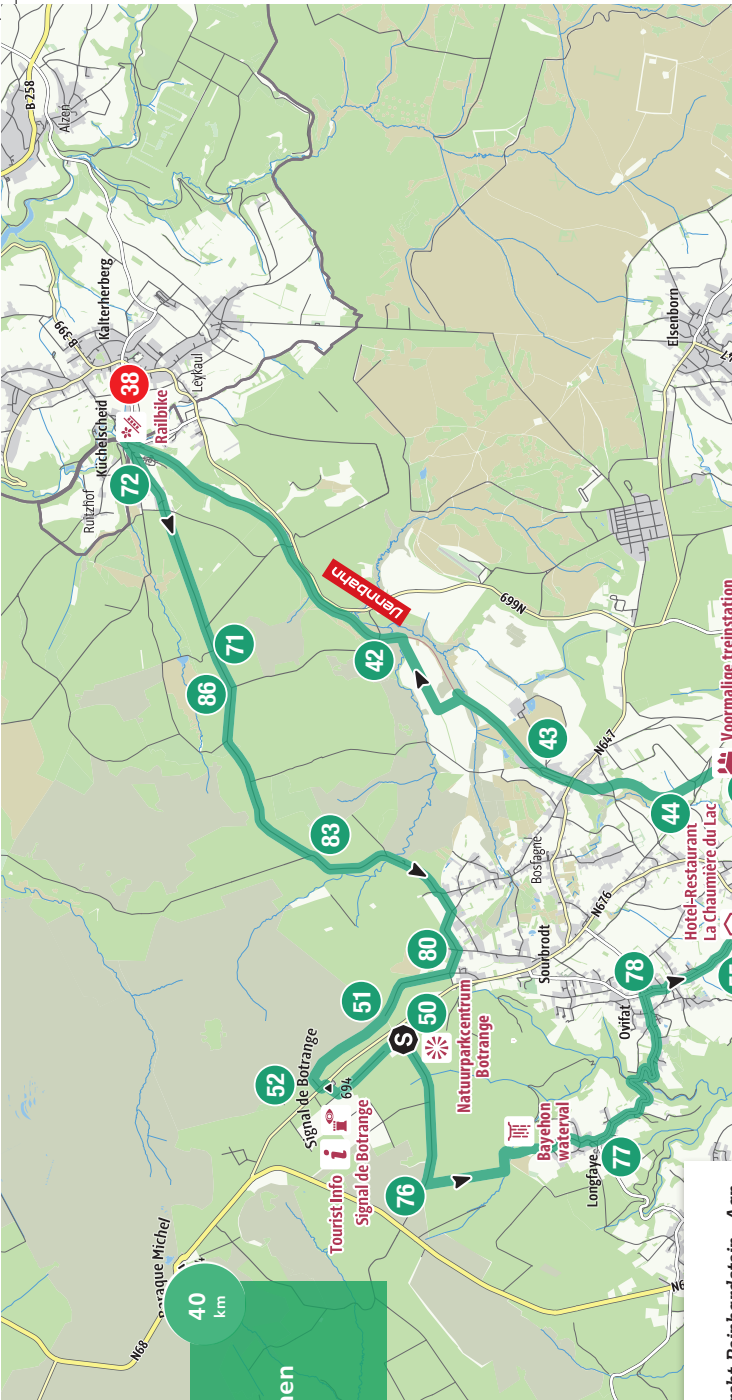 B 258
Alzen
Kalterherberg
B 399
38
Leykaul
Küchelscheid
Railbike
Ruitzhof
72
Elsenborn
Vennbahn
N669
71
86
42
43
N647
44
83
Voormalige treinstation
Hotel-Restaurant
La Chaumière du Lac
Bosfagne
N676
Sourbrodt
80
78
Ovifat
51
50
S
Natuurparkcentrum
Botrange
52
Signal de Botrange
694
Tourist Info
Signal de Botrange
76
Bayehon
waterval
77
Longfaye
Baraque Michel
N68
40
km